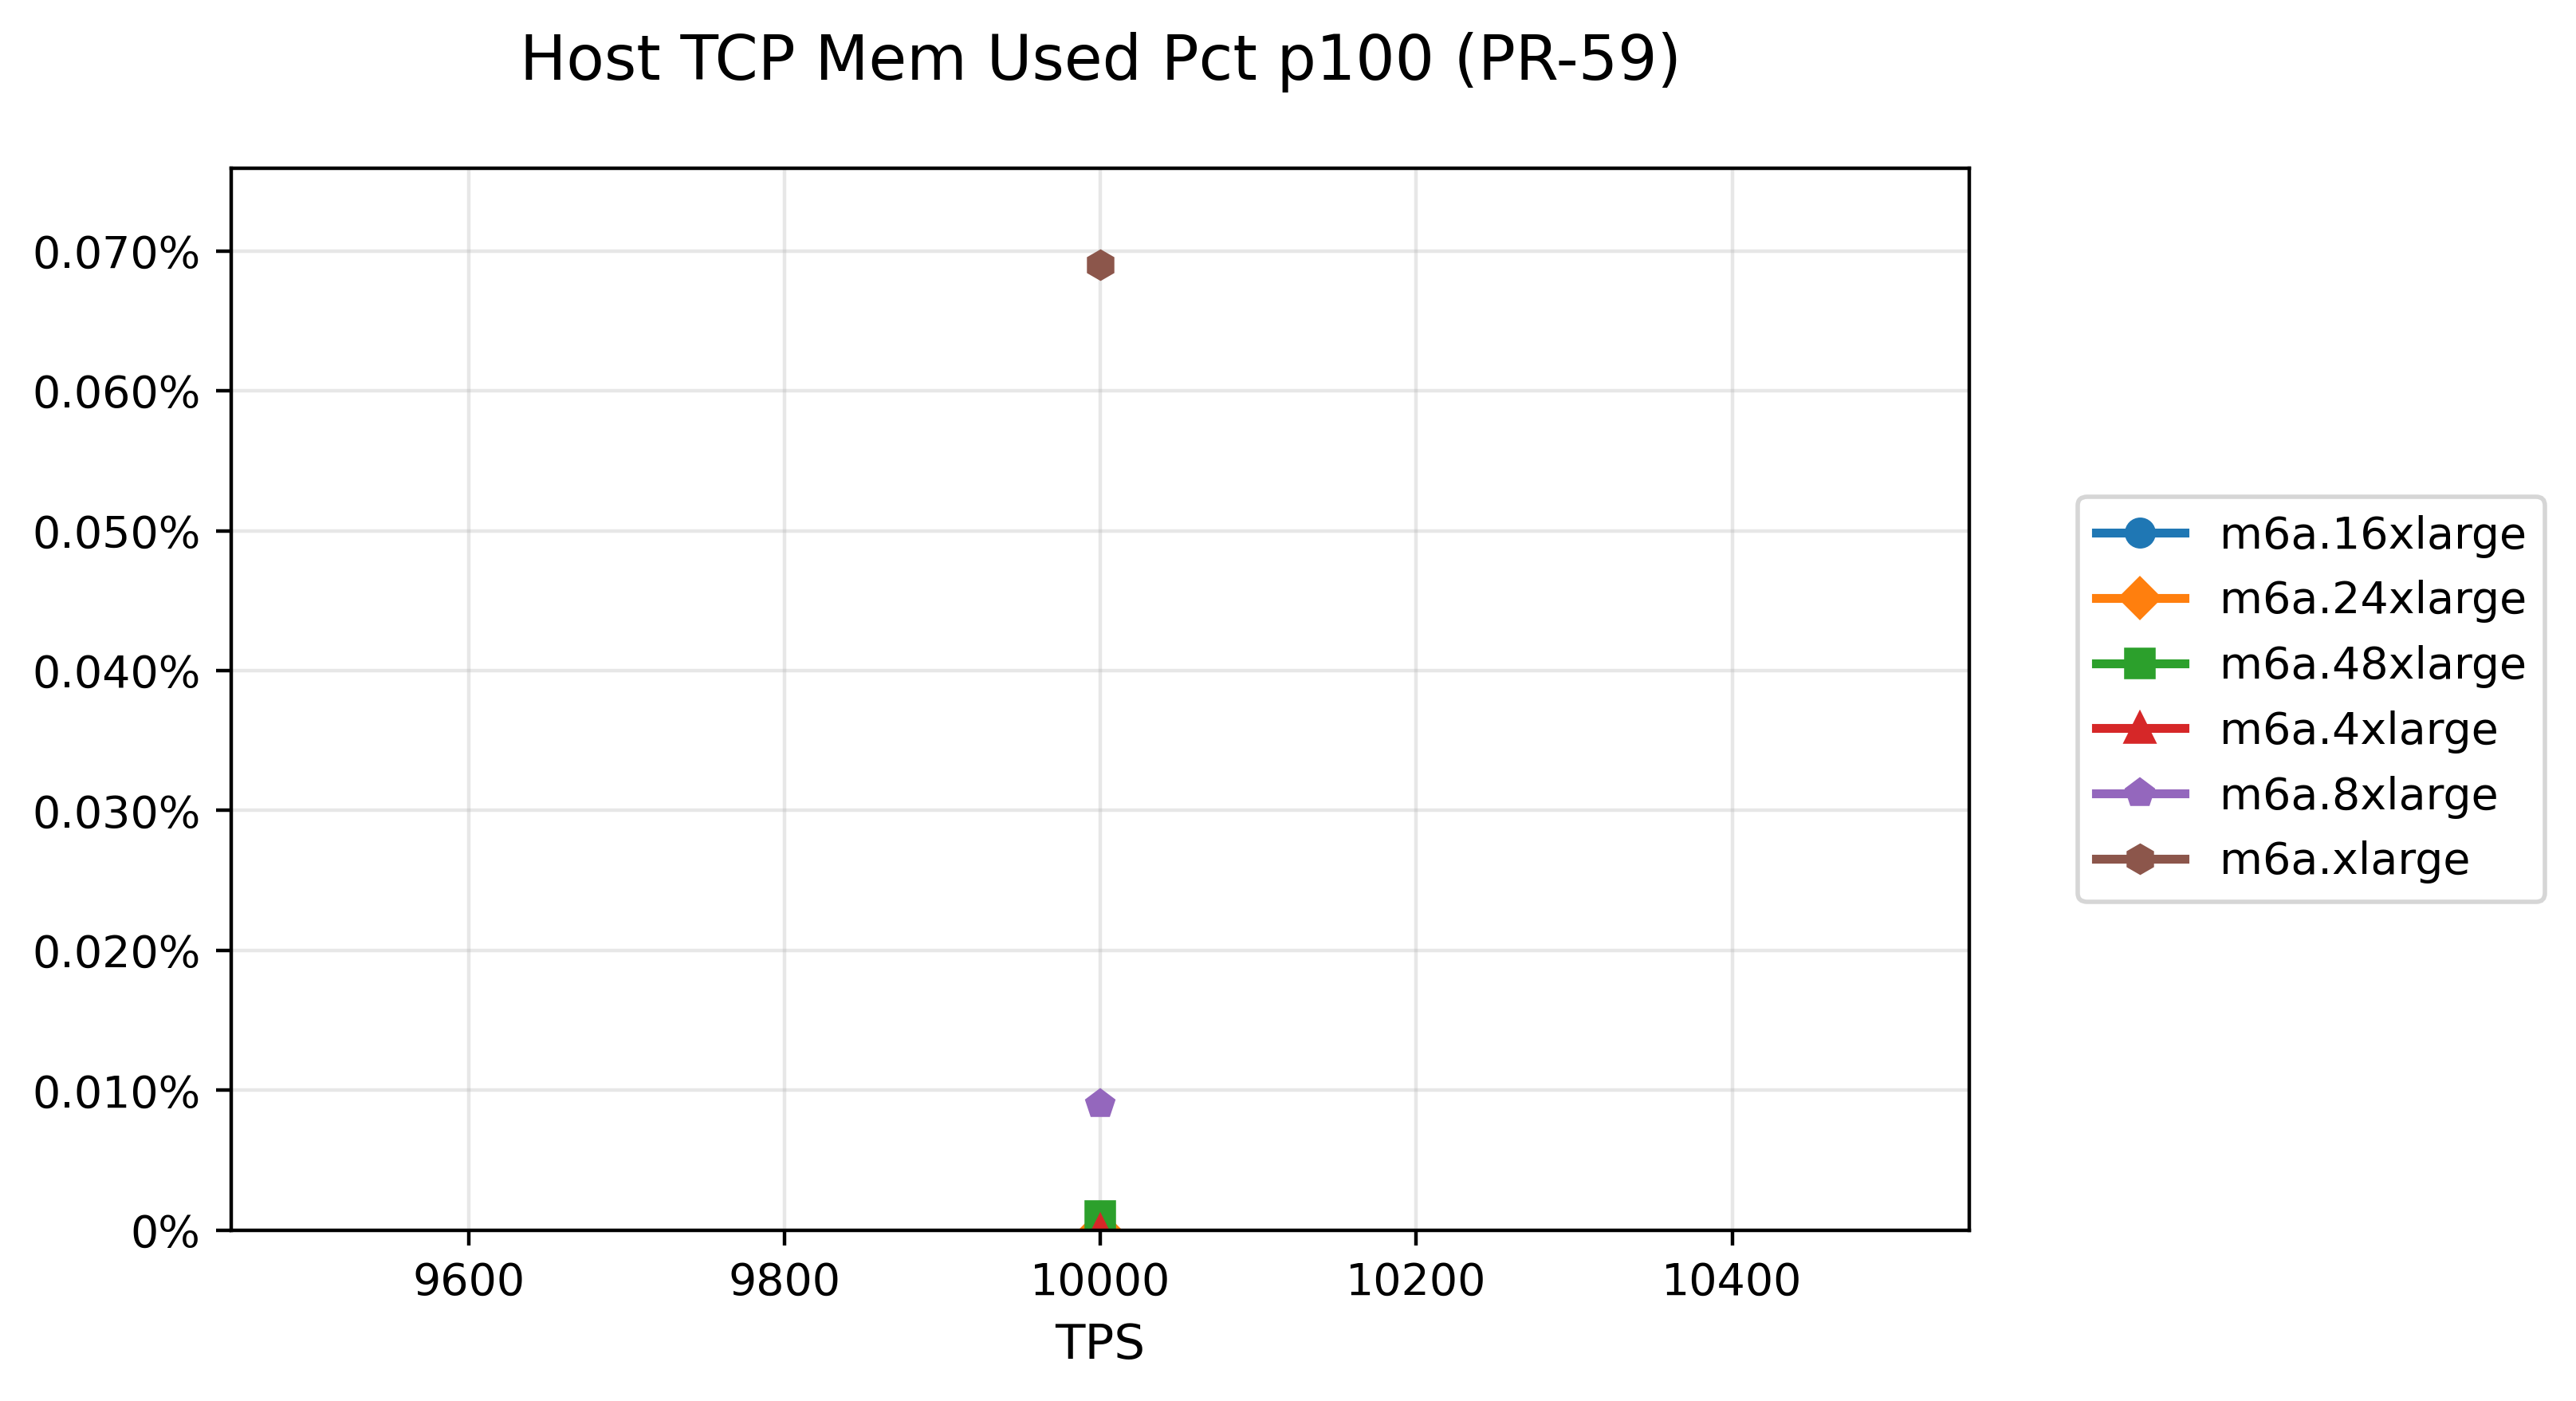 Host TCP Mem Used Pct p100 (PR-59)
0.070%
0.060%
0.050%
0.040%
0.030%
0.020%
0.010%
0%
9600 9800 10000 10200 10400
TPS
m6a.16xlarge
m6a.24xlarge
m6a.48xlarge
m6a.4xlarge
m6a.8xlarge
m6a.xlarge